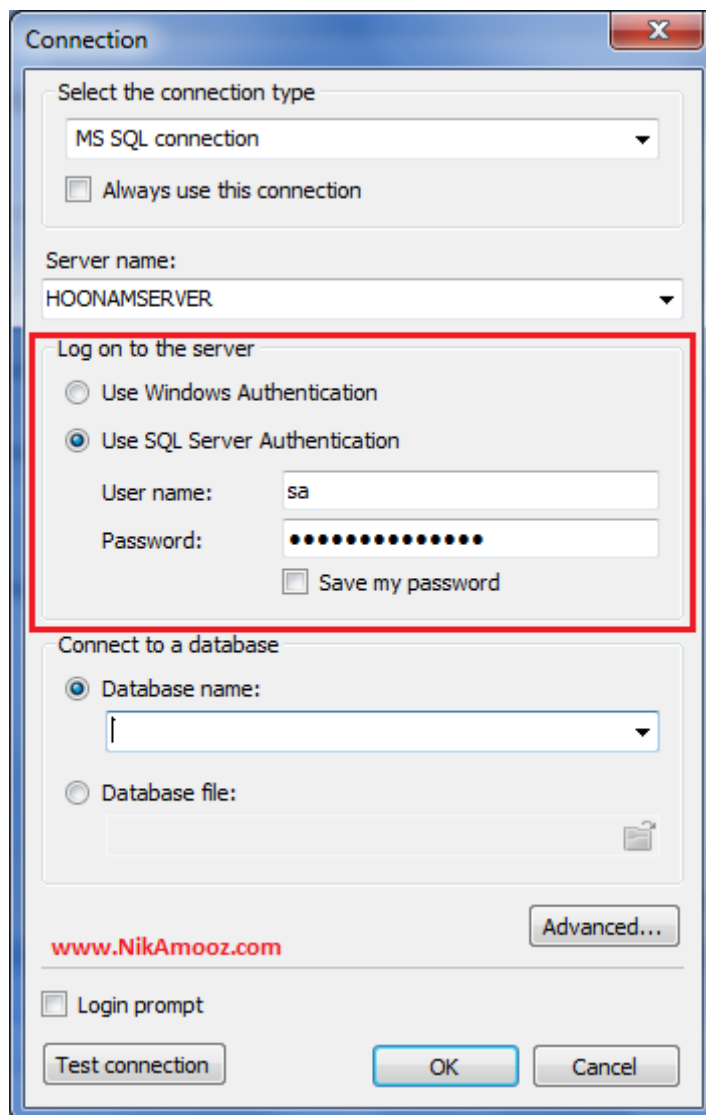 Connection
Select the connection type
MS SQL connection
Always use this connection
Server name:
HOONAMSERVER
Log on to the server
Use Windows Authentication
Use SQL Server Authentication
User name: sa
Password: ●●●●●●●●●●●●●●
Save my password
Connect to a database
Database name:
Database file:
Advanced...
www.NikAmooz.com
Login prompt
Test connection OK Cancel